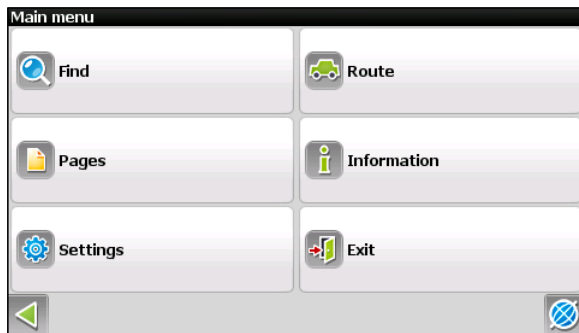 Main menu
Find
Route
Pages
Information
Settings
Exit